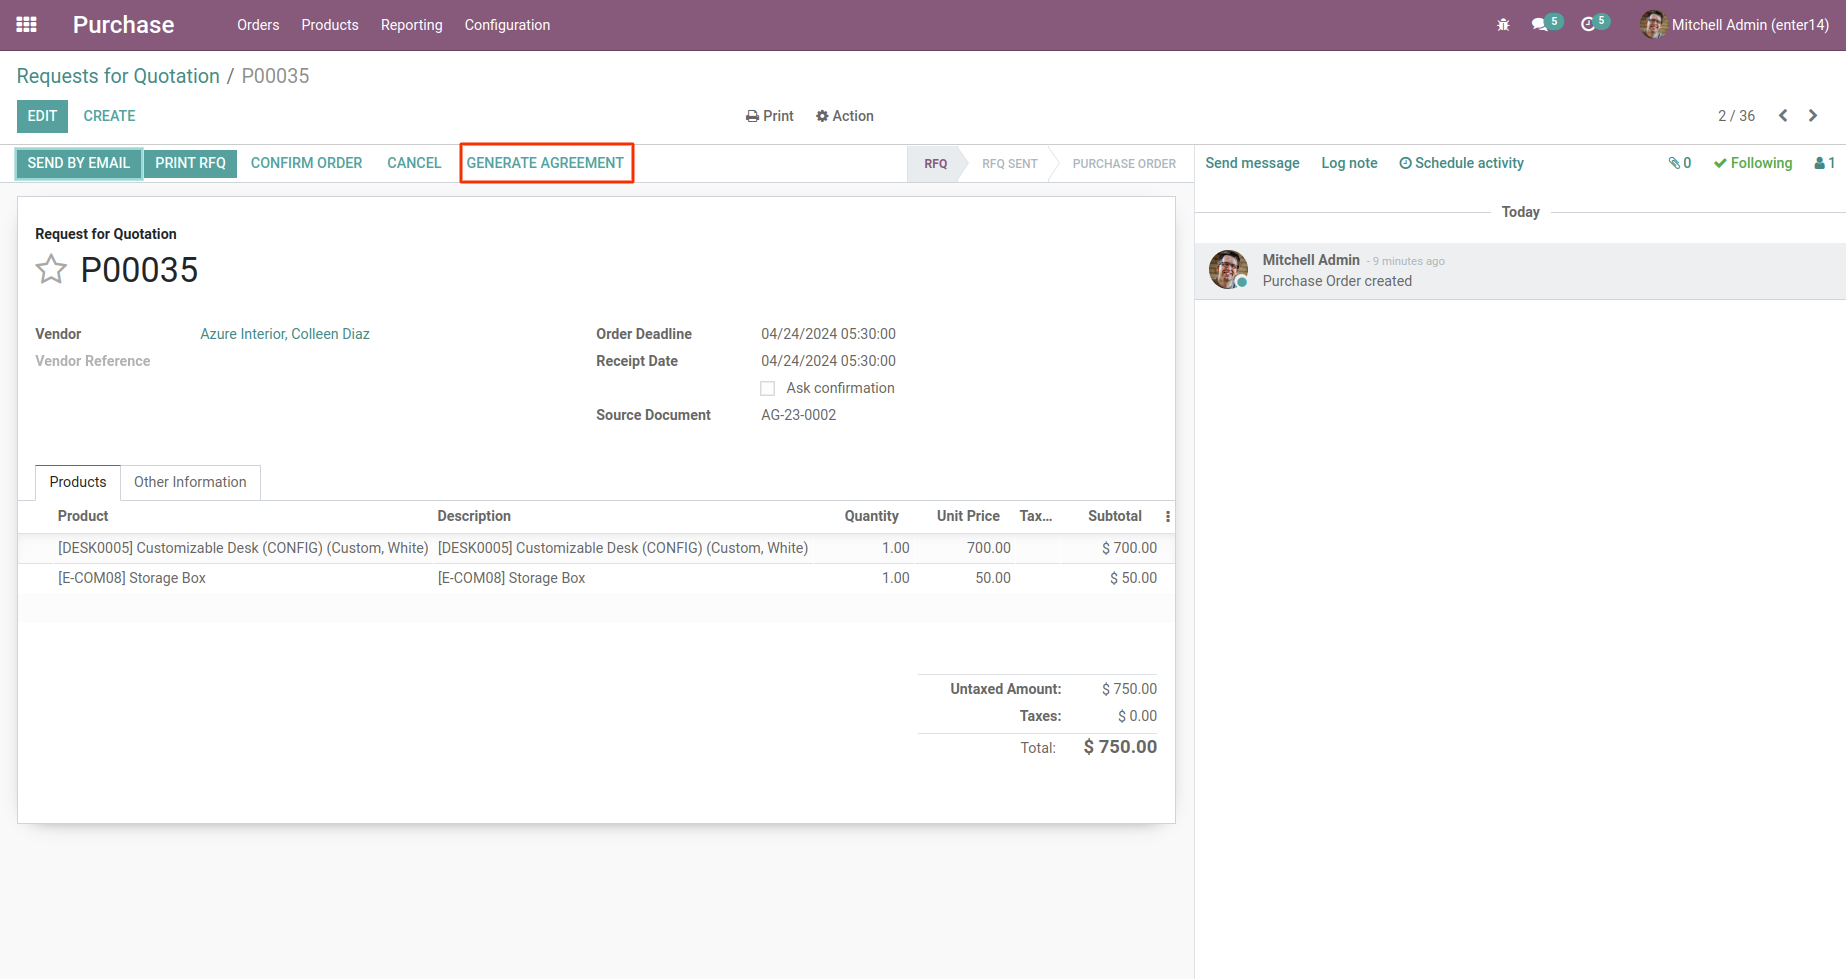 Purchase Orders Products Reporting Configuration 5 5 Mitchell Admin (enter14)
Requests for Quotation / P00035
EDIT CREATE Print Action 2 / 36
SEND BY EMAIL PRINT RFQ CONFIRM ORDER CANCEL GENERATE AGREEMENT RFQ RFQ SENT PURCHASE ORDER Send message Log note Schedule activity 0 Following 1
Today
Request for Quotation
P00035
Mitchell Admin - 9 minutes ago
Purchase Order created
Vendor Azure Interior, Colleen Diaz Order Deadline 04/24/2024 05:30:00
Vendor Reference Receipt Date 04/24/2024 05:30:00
Ask confirmation
Source Document AG-23-0002
Products Other Information
Product Description Quantity Unit Price Tax... Subtotal
[DESK0005] Customizable Desk (CONFIG) (Custom, White) [DESK0005] Customizable Desk (CONFIG) (Custom, White) 1.00 700.00 $ 700.00
[E-COM08] Storage Box [E-COM08] Storage Box 1.00 50.00 $ 50.00
Untaxed Amount: $ 750.00
Taxes: $ 0.00
Total: $ 750.00